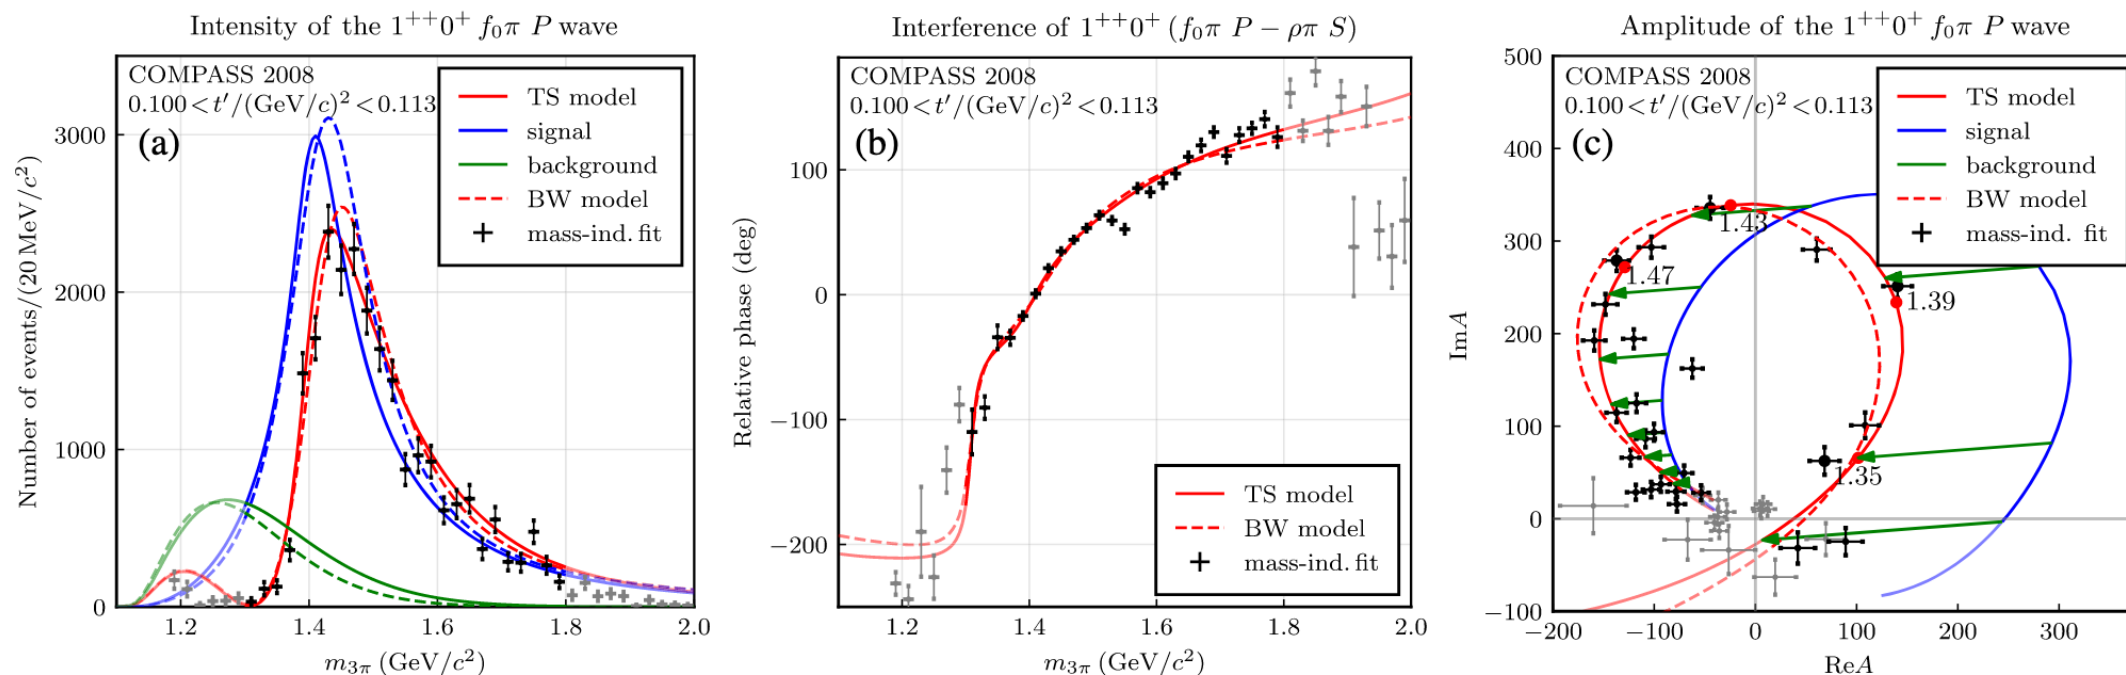 Intensity of the 1⁺⁺0⁺ f₀π P wave
COMPASS 2008
0.100 < t′/(GeV/c)² < 0.113
(a)
TS model
signal
background
BW model
mass-ind. fit
Number of events/(20 MeV/c²)
3000
2000
1000
0
1.2 1.4 1.6 1.8 2.0
m₃π (GeV/c²)
Interference of 1⁺⁺0⁺ (f₀π P − ρπ S)
COMPASS 2008
0.100 < t′/(GeV/c)² < 0.113
(b)
Relative phase (deg)
100
0
−100
−200
TS model
BW model
mass-ind. fit
1.2 1.4 1.6 1.8 2.0
m₃π (GeV/c²)
Amplitude of the 1⁺⁺0⁺ f₀π P wave
COMPASS 2008
0.100 < t′/(GeV/c)² < 0.113
(c)
TS model
signal
background
BW model
mass-ind. fit
ImA
500
400
300
200
100
0
−100
1.43
1.47
1.39
1.35
−200 −100 0 100 200 300
ReA